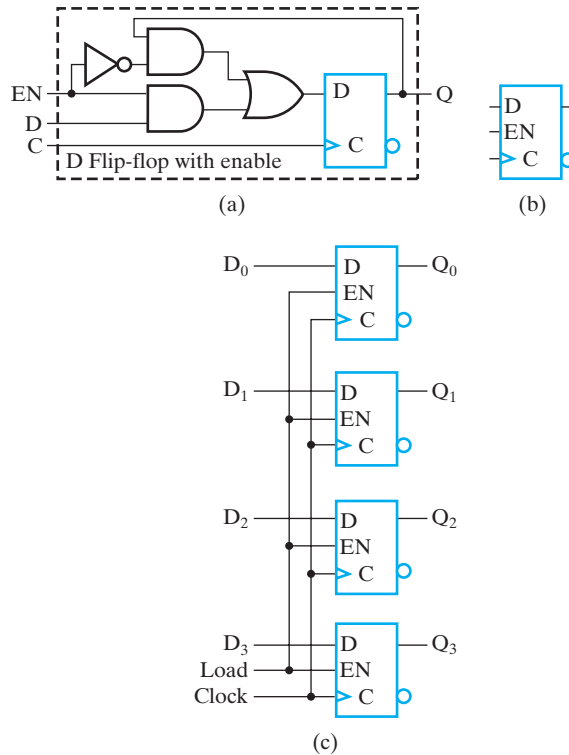 EN
D
C
D
C
Q
D Flip-flop with enable
(a)
D
EN
C
(b)
D0
D
Q0
EN
C
D1
D
Q1
EN
C
D2
D
Q2
EN
C
D3
D
Q3
Load
EN
Clock
C
(c)